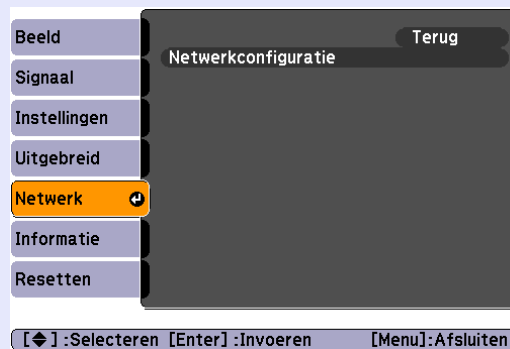 Beeld
Signaal
Instellingen
Uitgebreid
Netwerk
Informatie
Resetten
Terug
Netwerkconfiguratie
[◆] :Selecteren [Enter] :Invoeren [Menu]:Afsluiten